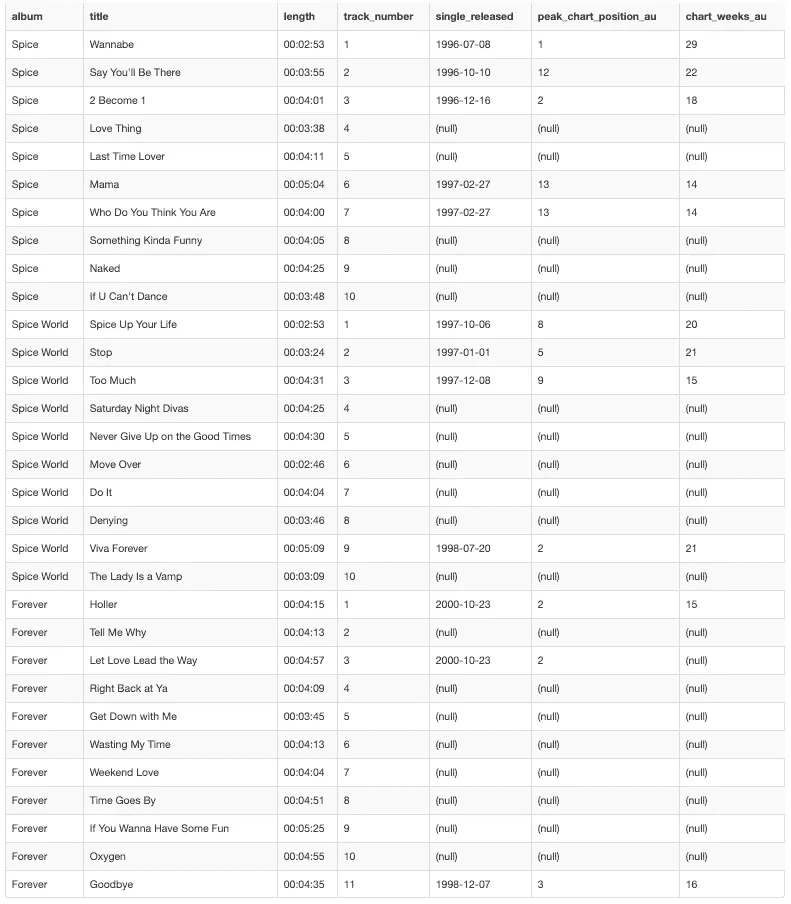 album title length track_number single_released peak_chart_position_au chart_weeks_au
Spice Wannabe 00:02:53 1 1996-07-08 1 29
Spice Say You'll Be There 00:03:55 2 1996-10-10 12 22
Spice 2 Become 1 00:04:01 3 1996-12-16 2 18
Spice Love Thing 00:03:38 4 (null) (null) (null)
Spice Last Time Lover 00:04:11 5 (null) (null) (null)
Spice Mama 00:05:04 6 1997-02-27 13 14
Spice Who Do You Think You Are 00:04:00 7 1997-02-27 13 14
Spice Something Kinda Funny 00:04:05 8 (null) (null) (null)
Spice Naked 00:04:25 9 (null) (null) (null)
Spice If U Can't Dance 00:03:48 10 (null) (null) (null)
Spice World Spice Up Your Life 00:02:53 1 1997-10-06 8 20
Spice World Stop 00:03:24 2 1997-01-01 5 21
Spice World Too Much 00:04:31 3 1997-12-08 9 15
Spice World Saturday Night Divas 00:04:25 4 (null) (null) (null)
Spice World Never Give Up on the Good Times 00:04:30 5 (null) (null) (null)
Spice World Move Over 00:02:46 6 (null) (null) (null)
Spice World Do It 00:04:04 7 (null) (null) (null)
Spice World Denying 00:03:46 8 (null) (null) (null)
Spice World Viva Forever 00:05:09 9 1998-07-20 2 21
Spice World The Lady Is a Vamp 00:03:09 10 (null) (null) (null)
Forever Holler 00:04:15 1 2000-10-23 2 15
Forever Tell Me Why 00:04:13 2 (null) (null) (null)
Forever Let Love Lead the Way 00:04:57 3 2000-10-23 2 (null)
Forever Right Back at Ya 00:04:09 4 (null) (null) (null)
Forever Get Down with Me 00:03:45 5 (null) (null) (null)
Forever Wasting My Time 00:04:13 6 (null) (null) (null)
Forever Weekend Love 00:04:04 7 (null) (null) (null)
Forever Time Goes By 00:04:51 8 (null) (null) (null)
Forever If You Wanna Have Some Fun 00:05:25 9 (null) (null) (null)
Forever Oxygen 00:04:55 10 (null) (null) (null)
Forever Goodbye 00:04:35 11 1998-12-07 3 16